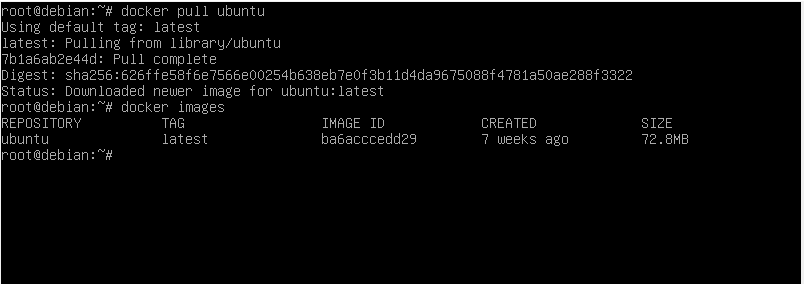 root@debian:~# docker pull ubuntu
Using default tag: latest
latest: Pulling from library/ubuntu
7b1a6ab2e44d: Pull complete
Digest: sha256:626ffe58f6e7566e00254b638eb7e0f3b11d4da9675088f4781a50ae288f3322
Status: Downloaded newer image for ubuntu:latest
root@debian:~# docker images
REPOSITORY TAG IMAGE ID CREATED SIZE
ubuntu latest ba6acccedd29 7 weeks ago 72.8MB
root@debian:~#